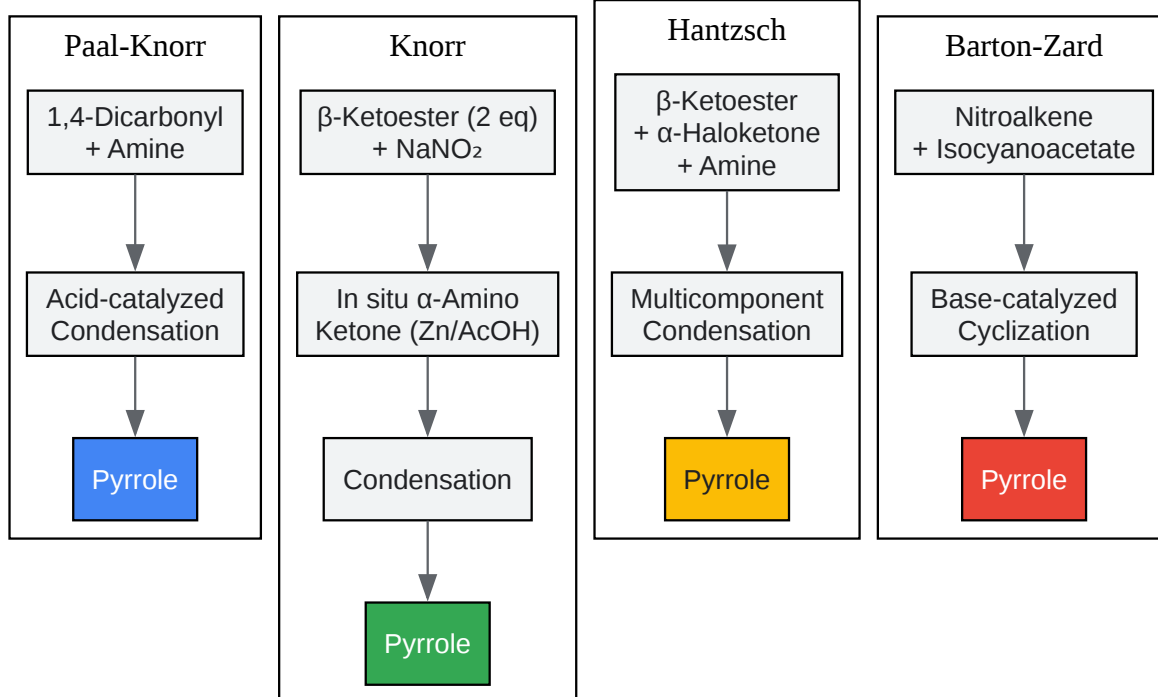 Paal-Knorr
1,4-Dicarbonyl
+ Amine
Acid-catalyzed
Condensation
Pyrrole
Knorr
β-Ketoester (2 eq)
+ NaNO₂
In situ α-Amino
Ketone (Zn/AcOH)
Condensation
Pyrrole
Hantzsch
β-Ketoester
+ α-Haloketone
+ Amine
Multicomponent
Condensation
Pyrrole
Barton-Zard
Nitroalkene
+ Isocyanoacetate
Base-catalyzed
Cyclization
Pyrrole